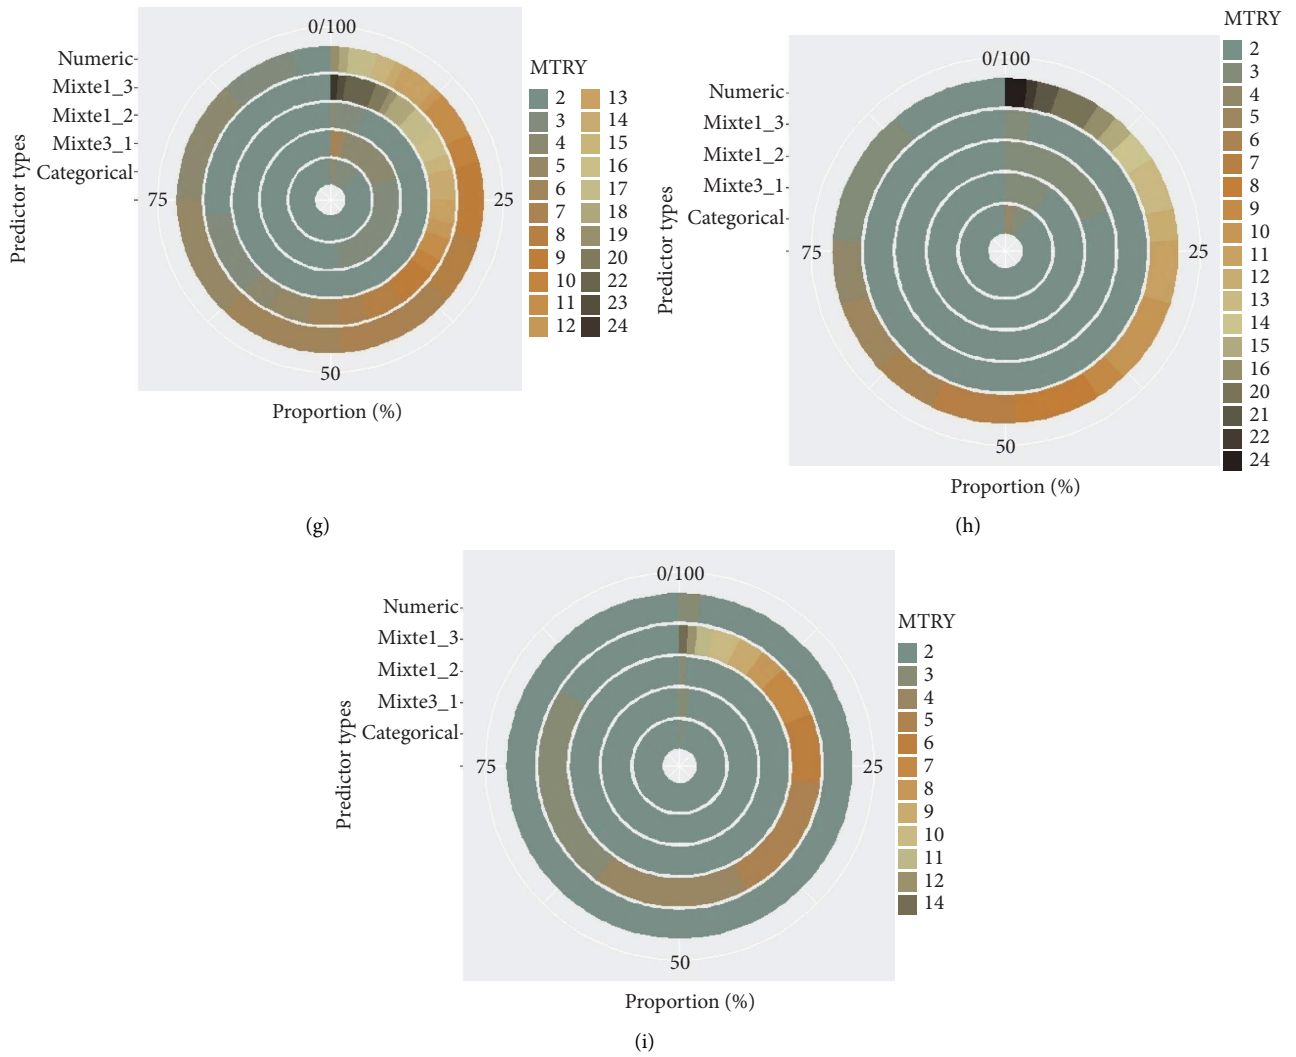 0/100
Numeric
Mixte1_3
Mixte1_2
Mixte3_1
Categorical
75
25
50
Predictor types
Proportion (%)
MTRY
2 13
3 14
4 15
5 16
6 17
7 18
8 19
9 20
10 22
11 23
12 24
(g)
0/100
Numeric
Mixte1_3
Mixte1_2
Mixte3_1
Categorical
75
25
50
Predictor types
Proportion (%)
MTRY
2
3
4
5
6
7
8
9
10
11
12
13
14
15
16
20
21
22
24
(h)
0/100
Numeric
Mixte1_3
Mixte1_2
Mixte3_1
Categorical
75
25
50
Predictor types
Proportion (%)
MTRY
2
3
4
5
6
7
8
9
10
11
12
14
(i)